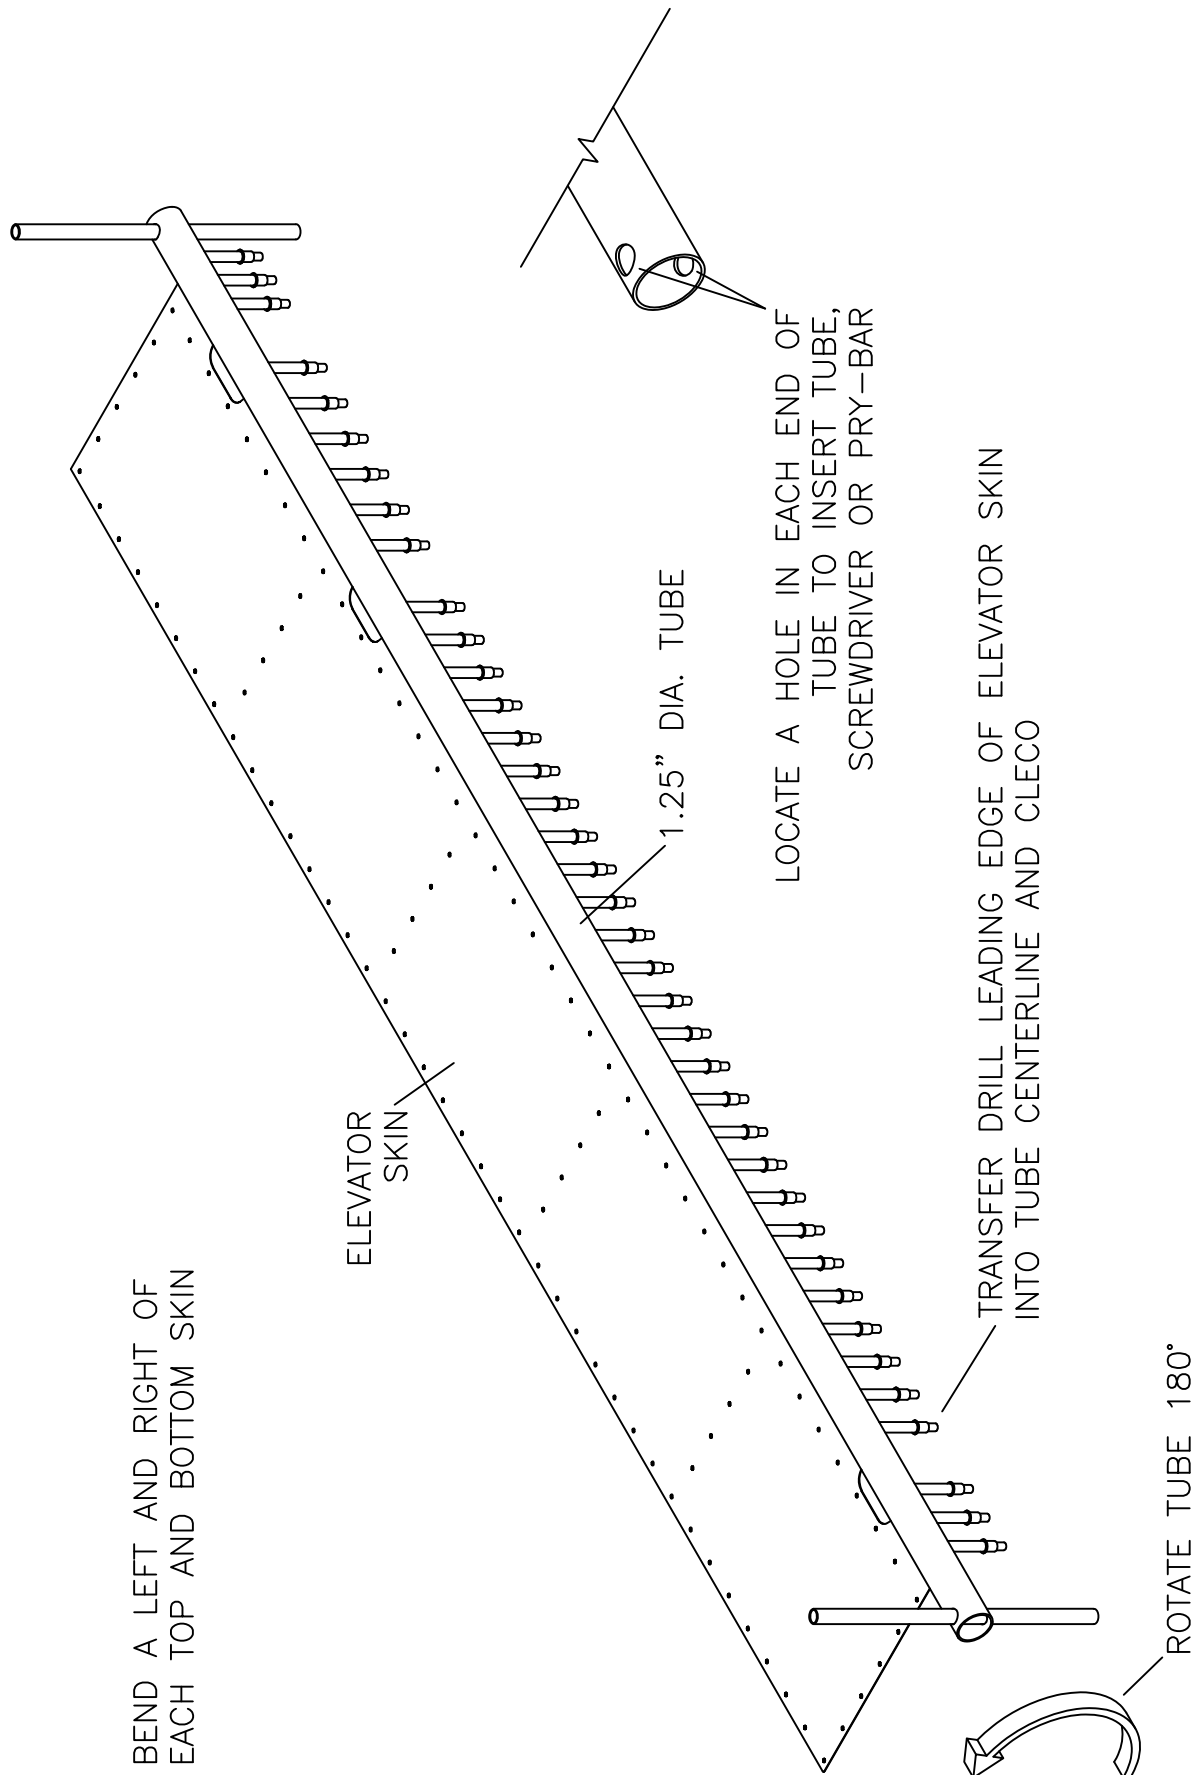 BEND A LEFT AND RIGHT OF
EACH TOP AND BOTTOM SKIN
ELEVATOR
SKIN
1.25" DIA. TUBE
LOCATE A HOLE IN EACH END OF
TUBE TO INSERT TUBE,
SCREWDRIVER OR PRY-BAR
TRANSFER DRILL LEADING EDGE OF ELEVATOR SKIN
INTO TUBE CENTERLINE AND CLECO
ROTATE TUBE 180°